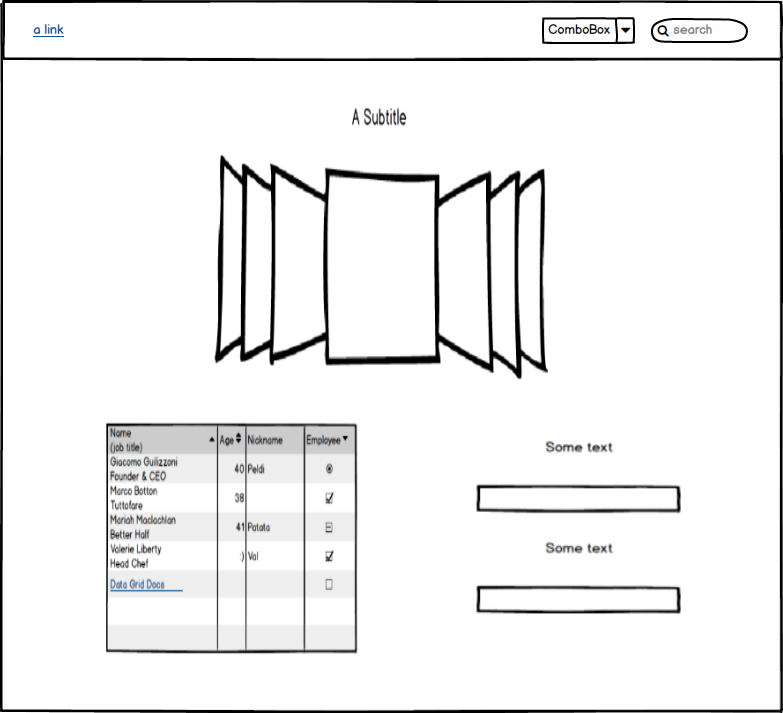 a link
ComboBox
search
A Subtitle
Name
(job title)
Age
Nickname
Employee
Giacomo Guilizzoni
Founder & CEO
40
Peldi
Marco Botton
Tuttofare
38
Mariah Maclachlan
Better Half
41
Patata
Valerie Liberty
Head Chef
:)
Val
Data Grid Docs
Some text
Some text